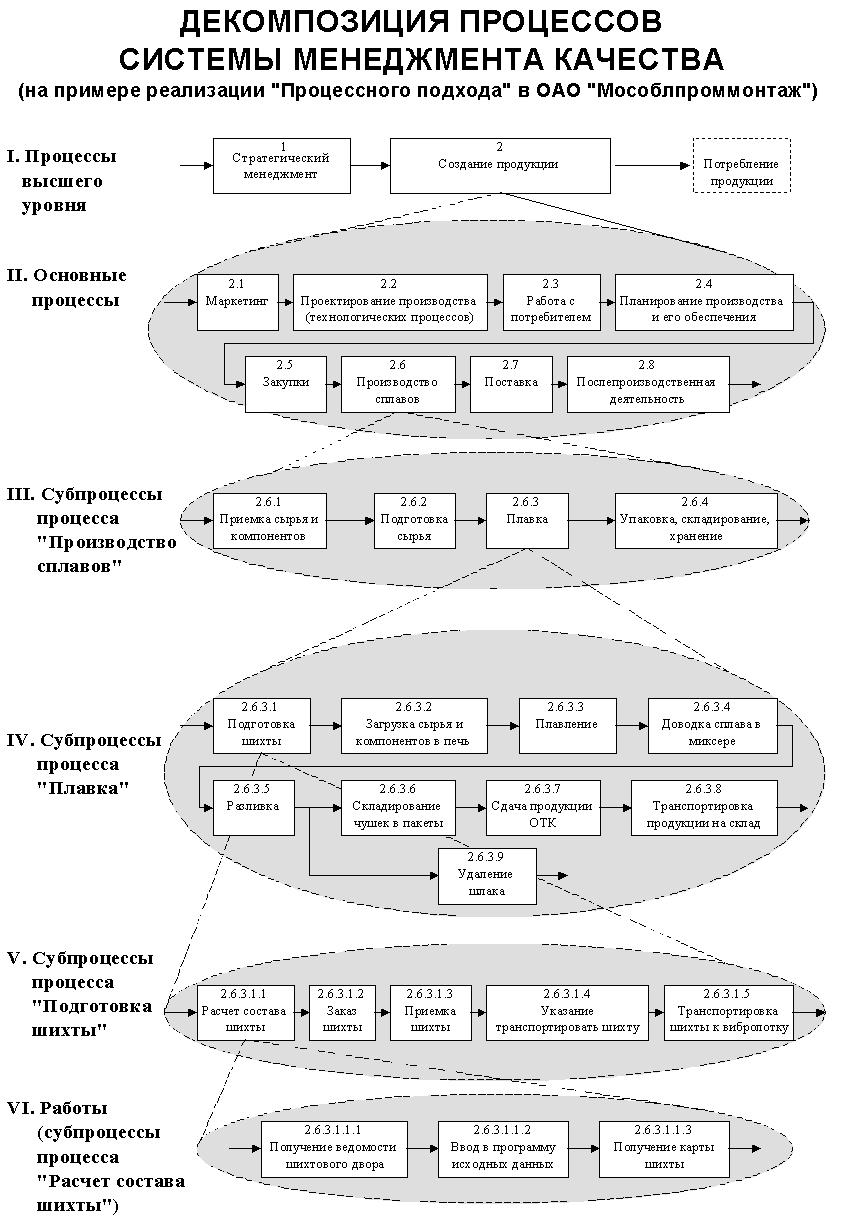 ДЕКОМПОЗИЦИЯ ПРОЦЕССОВ
СИСТЕМЫ МЕНЕДЖМЕНТА КАЧЕСТВА
(на примере реализации "Процессного подхода" в ОАО "Мособлпроммонтаж")
I. Процессы
высшего
уровня
1
Стратегический
менеджмент
2
Создание продукции
Потребление
продукции
II. Основные
процессы
2.1
Маркетинг
2.2
Проектирование производства
(технологических процессов)
2.3
Работа с
потребителем
2.4
Планирование производства
и его обеспечения
2.5
Закупки
2.6
Производство
сплавов
2.7
Поставка
2.8
Послепроизводственная
деятельность
III. Субпроцессы
процесса
"Производство
сплавов"
2.6.1
Приемка сырья и
компонентов
2.6.2
Подготовка
сырья
2.6.3
Плавка
2.6.4
Упаковка, складирование,
хранение
IV. Субпроцессы
процесса
"Плавка"
2.6.3.1
Подготовка
шихты
2.6.3.2
Загрузка сырья и
компонентов в печь
2.6.3.3
Плавление
2.6.3.4
Доводка сплава в
миксере
2.6.3.5
Разливка
2.6.3.6
Складирование
чушек в пакеты
2.6.3.7
Сдача продукции
ОТК
2.6.3.8
Транспортировка
продукции на склад
2.6.3.9
Удаление
шлака
V. Субпроцессы
процесса
"Подготовка
шихты"
2.6.3.1.1
Расчет состава
шихты
2.6.3.1.2
Заказ
шихты
2.6.3.1.3
Приемка
шихты
2.6.3.1.4
Указание
транспортировать шихту
2.6.3.1.5
Транспортировка
шихты к вибролотку
VI. Работы
(субпроцессы
процесса
"Расчет состава
шихты")
2.6.3.1.1.1
Получение ведомости
шихтового двора
2.6.3.1.1.2
Ввод в программу
исходных данных
2.6.3.1.1.3
Получение карты
шихты